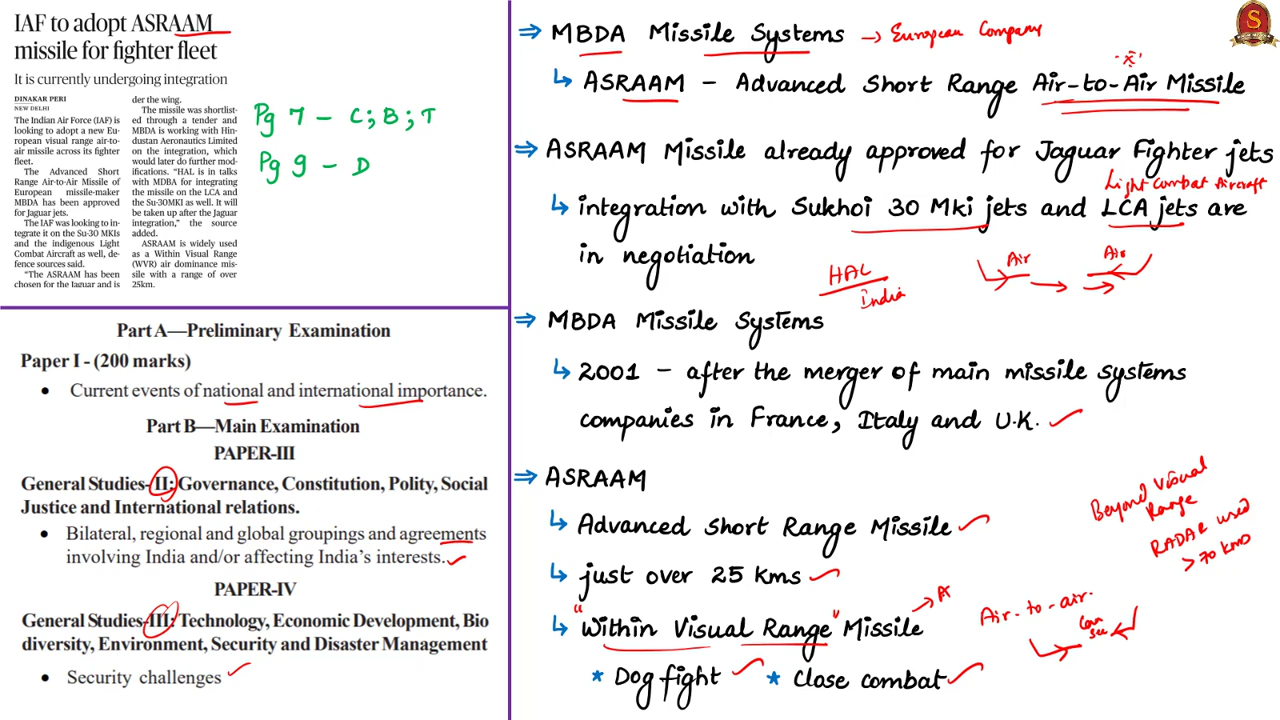 IAF to adopt ASRAAM
missile for fighter fleet
It is currently undergoing integration
DINAKAR PERI
NEW DELHI
The Indian Air Force (IAF) is
looking to adopt a new Eu-
ropean visual range air-to-
air missile across its fighter
fleet.
The Advanced Short
Range Air-to-Air Missile of
European missile-maker
MBDA has been approved
for Jaguar jets.
The IAF was looking to in-
tegrate it on the Su-30 MKIs
and the indigenous Light
Combat Aircraft as well, de-
fence sources said.
"The ASRAAM has been
chosen for the Jaguar and is
der the wing.
The missile was shortlist-
ed through a tender and
MBDA is working with Hin-
dustan Aeronautics Limited
on the integration, which
would later do further mod-
ifications. "HAL is in talks
with MDBA for integrating
the missile on the LCA and
the Su-30MKI as well. It will
be taken up after the Jaguar
integration," the source
added.
ASRAAM is widely used
as a Within Visual Range
(WVR) air dominance mis-
sile with a range of over
25km.
Pg 7 - C; B; T
Pg 9 - D
Part A—Preliminary Examination
Paper I - (200 marks)
• Current events of national and international importance.
Part B—Main Examination
PAPER-III
General Studies-II: Governance, Constitution, Polity, Social
Justice and International relations.
• Bilateral, regional and global groupings and agreements
involving India and/or affecting India's interests.
PAPER-IV
General Studies-III: Technology, Economic Development, Bio
diversity, Environment, Security and Disaster Management
• Security challenges
⇒ MBDA Missile Systems → European Company
↳ ASRAAM - Advanced Short Range Air-to-Air Missile
⇒ ASRAAM Missile already approved for Jaguar Fighter jets
Light Combat Aircraft
↳ integration with Sukhoi 30 Mki jets and LCA jets are
in negotiation
HAL
India
Air
Air
⇒ MBDA Missile Systems
↳ 2001 - after the merger of main missile systems
companies in France, Italy and U.K.
⇒ ASRAAM
↳ Advanced Short Range Missile
↳ just over 25 kms
↳ "Within Visual Range" Missile
* Dog fight * Close combat
Beyond Visual
Range
RADAR used
> 70 kms
Air-to-air.